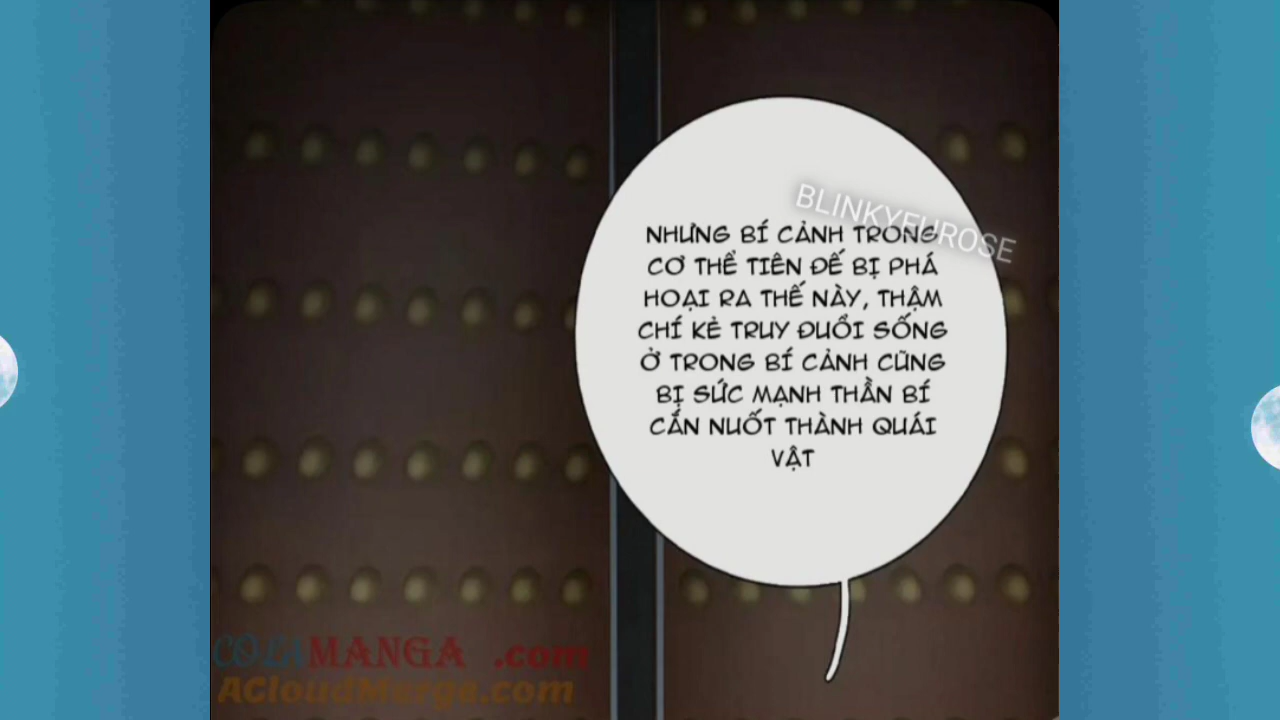 BLINKYEUROSE
NHƯNG BÍ CẢNH TRONG
CƠ THỂ TIÊN ĐẾ BỊ PHÁ
HOẠI RA THẾ NÀY, THẬM
CHÍ KẺ TRUY ĐUỔI SỐNG
Ở TRONG BÍ CẢNH CŨNG
BỊ SỨC MẠNH THẦN BÍ
CẮN NUỐT THÀNH QUÁI
VẬT
COLAMANGA .com
ACloudMerge.com